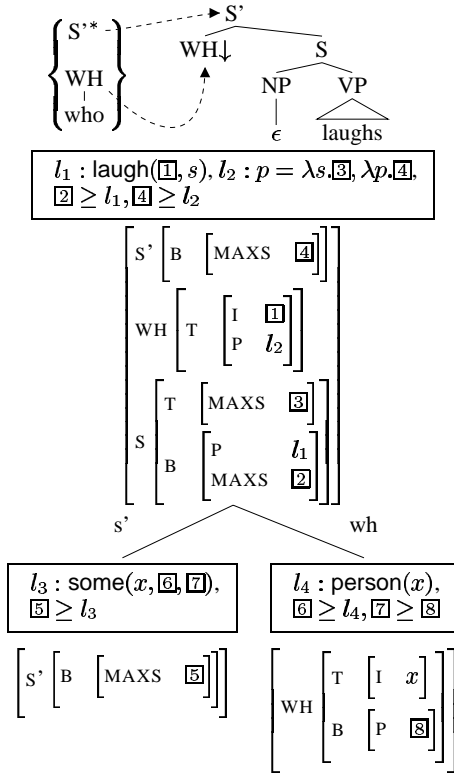 S'* S'
WH↓ S
WH NP VP
who ϵ laughs
l₁ : laugh(1, s), l₂ : p = λs.3, λp.4,
2 ≥ l₁, 4 ≥ l₂
S' B MAXS 4
WH T I 1
P l₂
S T MAXS 3
B P l₁
MAXS 2
s' wh
l₃ : some(x, 6, 7),
5 ≥ l₃
l₄ : person(x),
6 ≥ l₄, 7 ≥ 8
S' B MAXS 5
WH T I x
B P 8